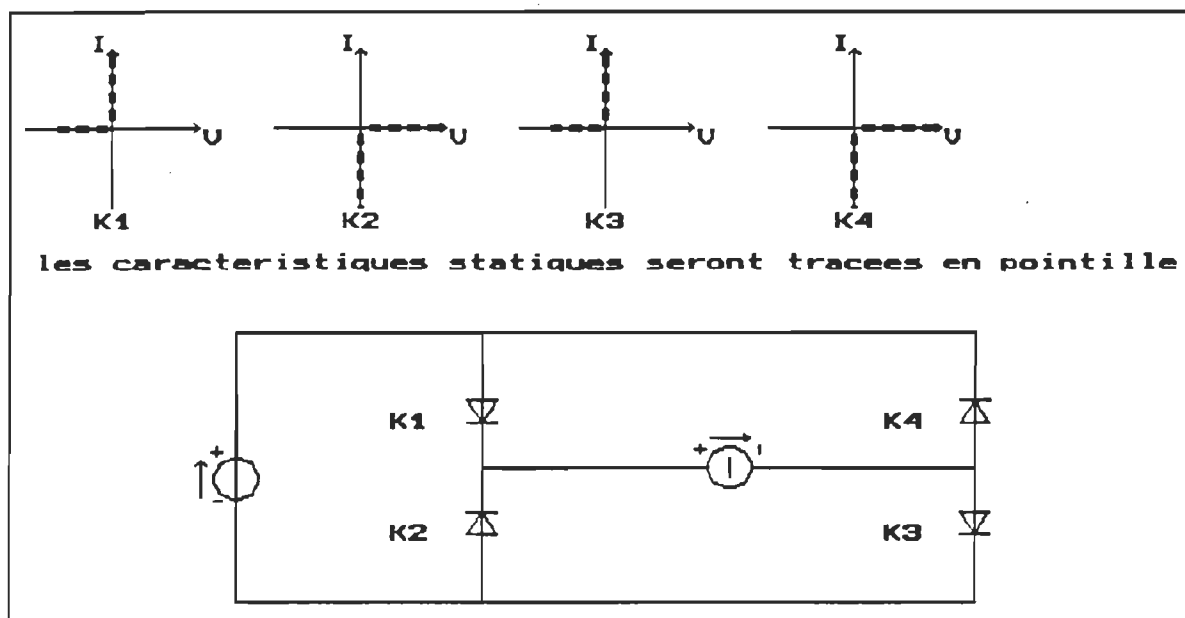 I I I I
U U U U
K1 K2 K3 K4
les caracteristiques statiques seront tracees en pointille
K1 K4
+ + I '
-
K2 K3